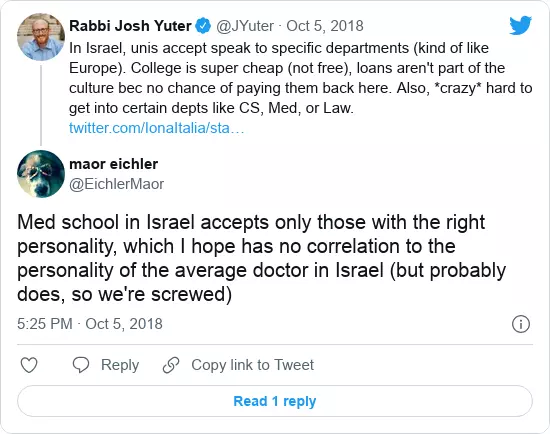 Rabbi Josh Yuter @JYuter · Oct 5, 2018
In Israel, unis accept speak to specific departments (kind of like
Europe). College is super cheap (not free), loans aren't part of the
culture bec no chance of paying them back here. Also, *crazy* hard to
get into certain depts like CS, Med, or Law.
twitter.com/IonaItalia/sta…
maor eichler
@EichlerMaor
Med school in Israel accepts only those with the right
personality, which I hope has no correlation to the
personality of the average doctor in Israel (but probably
does, so we're screwed)
5:25 PM · Oct 5, 2018
Reply Copy link to Tweet
Read 1 reply